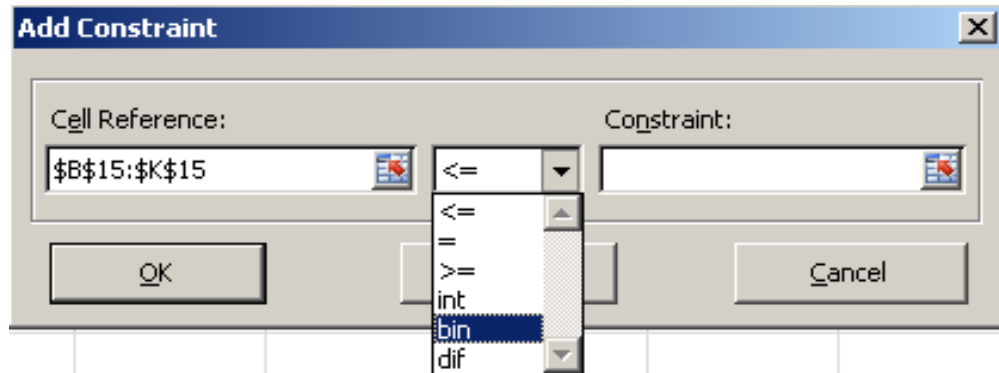 Add Constraint
Cell Reference: Constraint:
$B$15:$K$15 <=
<=
=
>=
int
bin
dif
OK Cancel